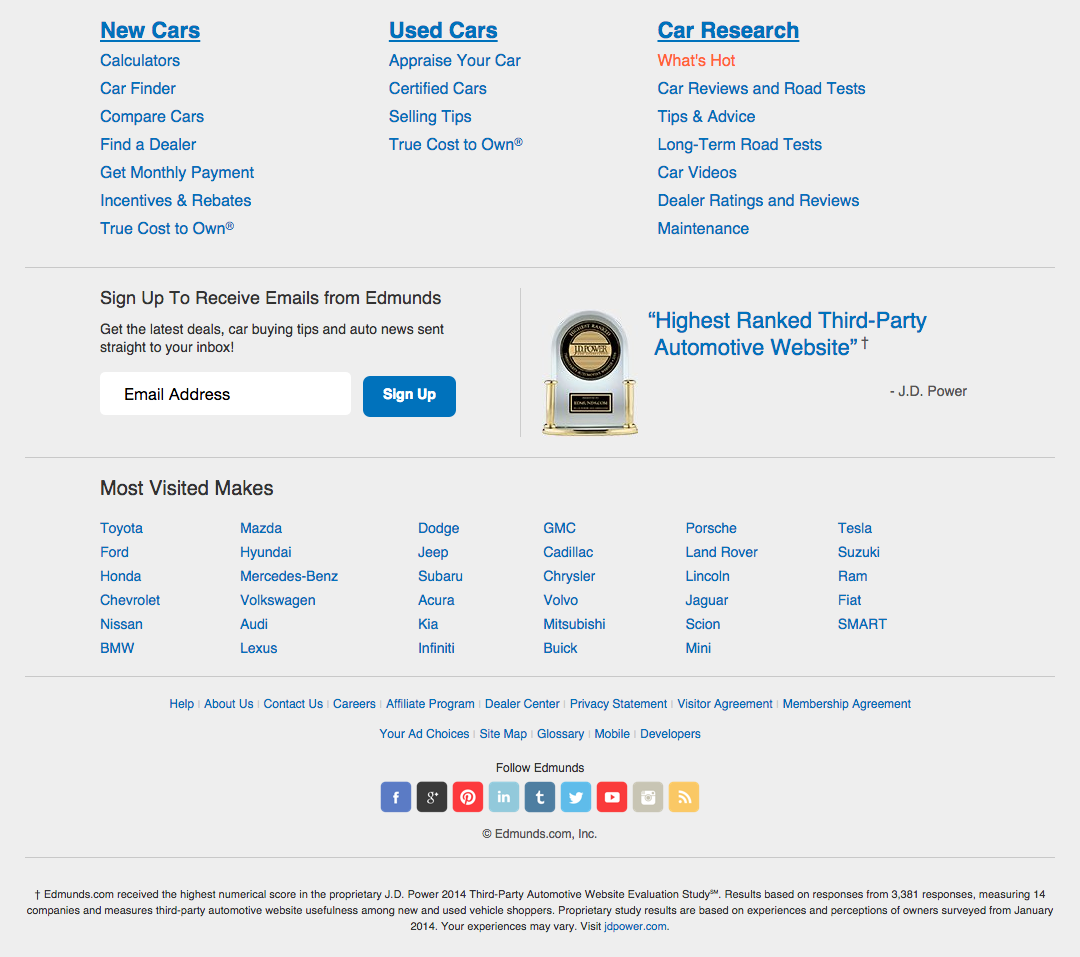 New Cars
Calculators
Car Finder
Compare Cars
Find a Dealer
Get Monthly Payment
Incentives & Rebates
True Cost to Own®
Used Cars
Appraise Your Car
Certified Cars
Selling Tips
True Cost to Own®
Car Research
What's Hot
Car Reviews and Road Tests
Tips & Advice
Long-Term Road Tests
Car Videos
Dealer Ratings and Reviews
Maintenance
Sign Up To Receive Emails from Edmunds
Get the latest deals, car buying tips and auto news sent
straight to your inbox!
Email Address
Sign Up
HIGHEST RANKED
J.D. POWER
EDMUNDS.COM
“Highest Ranked Third-Party
Automotive Website” †
- J.D. Power
Most Visited Makes
Toyota
Ford
Honda
Chevrolet
Nissan
BMW
Mazda
Hyundai
Mercedes-Benz
Volkswagen
Audi
Lexus
Dodge
Jeep
Subaru
Acura
Kia
Infiniti
GMC
Cadillac
Chrysler
Volvo
Mitsubishi
Buick
Porsche
Land Rover
Lincoln
Jaguar
Scion
Mini
Tesla
Suzuki
Ram
Fiat
SMART
Help | About Us | Contact Us | Careers | Affiliate Program | Dealer Center | Privacy Statement | Visitor Agreement | Membership Agreement
Your Ad Choices | Site Map | Glossary | Mobile | Developers
Follow Edmunds
© Edmunds.com, Inc.
† Edmunds.com received the highest numerical score in the proprietary J.D. Power 2014 Third-Party Automotive Website Evaluation Study℠. Results based on responses from 3,381 responses, measuring 14
companies and measures third-party automotive website usefulness among new and used vehicle shoppers. Proprietary study results are based on experiences and perceptions of owners surveyed from January
2014. Your experiences may vary. Visit jdpower.com.